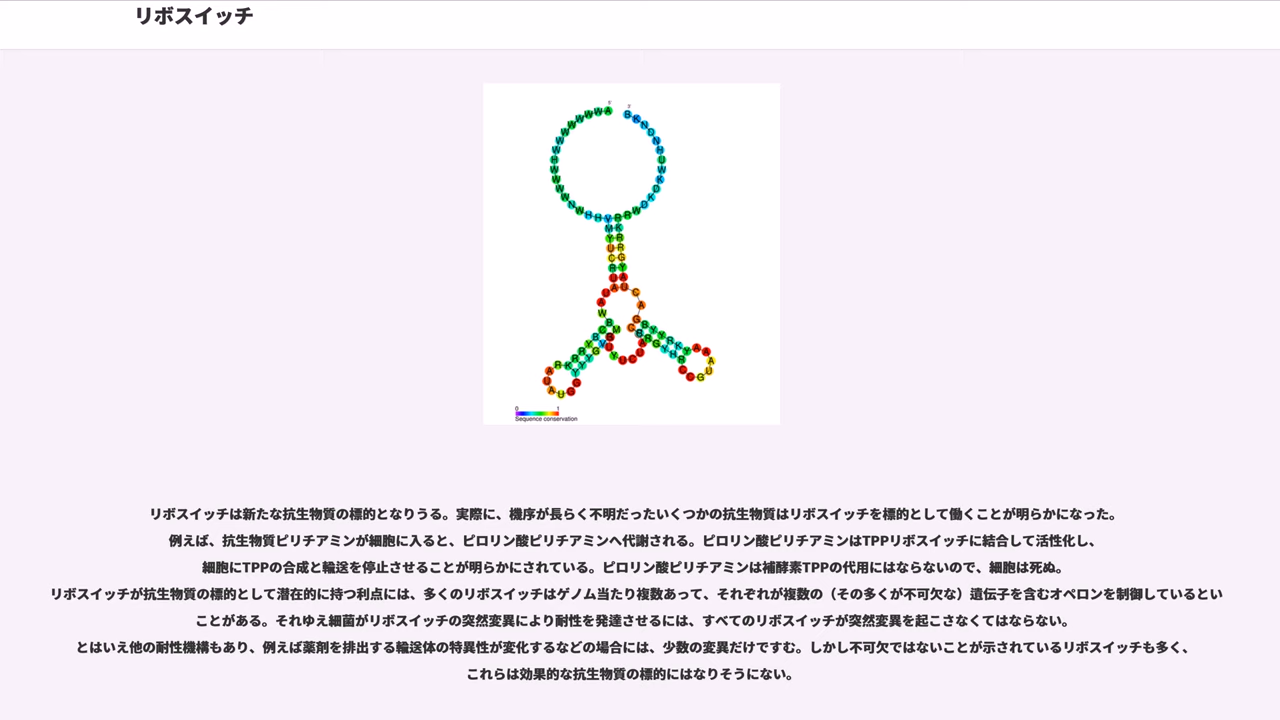 リボスイッチ
0 1
Sequence conservation
リボスイッチは新たな抗生物質の標的となりうる。実際に、機序が長らく不明だったいくつかの抗生物質はリボスイッチを標的として働くことが明らかになった。
例えば、抗生物質ピリチアミンが細胞に入ると、ピロリン酸ピリチアミンへ代謝される。ピロリン酸ピリチアミンはTPPリボスイッチに結合して活性化し、
細胞にTPPの合成と輸送を停止させることが明らかにされている。ピロリン酸ピリチアミンは補酵素TPPの代用にはならないので、細胞は死ぬ。
リボスイッチが抗生物質の標的として潜在的に持つ利点には、多くのリボスイッチはゲノム当たり複数あって、それぞれが複数の（その多くが不可欠な）遺伝子を含むオペロンを制御しているとい
ことがある。それゆえ細菌がリボスイッチの突然変異により耐性を発達させるには、すべてのリボスイッチが突然変異を起こさなくてはならない。
とはいえ他の耐性機構もあり、例えば薬剤を排出する輸送体の特異性が変化するなどの場合には、少数の変異だけですむ。しかし不可欠ではないことが示されているリボスイッチも多く、
これらは効果的な抗生物質の標的にはなりそうにない。